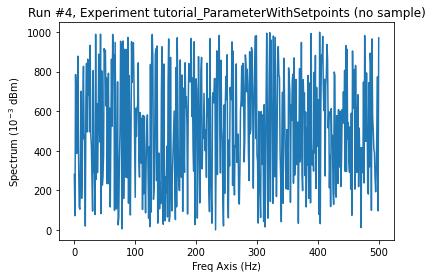 Run #4, Experiment tutorial_ParameterWithSetpoints (no sample)
1000
800
600
400
200
0
Spectrum (10⁻³ dBm)
0 100 200 300 400 500
Freq Axis (Hz)